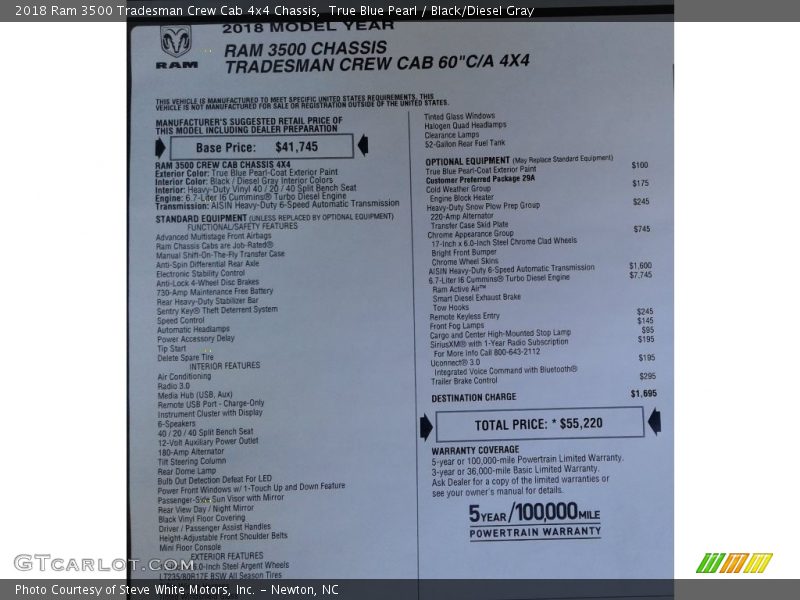 2018 Ram 3500 Tradesman Crew Cab 4x4 Chassis,  True Blue Pearl / Black/Diesel Gray
2018 MODEL YEAR
RAM
RAM 3500 CHASSIS
TRADESMAN CREW CAB 60"C/A 4X4
THIS VEHICLE IS MANUFACTURED TO MEET SPECIFIC UNITED STATES REQUIREMENTS. THIS
VEHICLE IS NOT MANUFACTURED FOR SALE OR REGISTRATION OUTSIDE OF THE UNITED STATES.
MANUFACTURER'S SUGGESTED RETAIL PRICE OF
THIS MODEL INCLUDING DEALER PREPARATION
Base Price: $41,745
RAM 3500 CREW CAB CHASSIS 4X4
Exterior Color: True Blue Pearl-Coat Exterior Paint
Interior Color: Black / Diesel Gray Interior Colors
Interior: Heavy-Duty Vinyl 40 / 20 / 40 Split Bench Seat
Engine: 6.7-Liter I6 Cummins® Turbo Diesel Engine
Transmission: AISIN Heavy-Duty 6-Speed Automatic Transmission
STANDARD EQUIPMENT (UNLESS REPLACED BY OPTIONAL EQUIPMENT)
FUNCTIONAL/SAFETY FEATURES
Advanced Multistage Front Airbags
Ram Chassis Cabs are Job-Rated®
Manual Shift-On-The-Fly Transfer Case
Anti-Spin Differential Rear Axle
Electronic Stability Control
Anti-Lock 4-Wheel Disc Brakes
730-Amp Maintenance Free Battery
Rear Heavy-Duty Stabilizer Bar
Sentry Key® Theft Deterrent System
Speed Control
Automatic Headlamps
Power Accessory Delay
Tip Start
Delete Spare Tire
INTERIOR FEATURES
Air Conditioning
Radio 3.0
Media Hub (USB, Aux)
Remote USB Port - Charge-Only
Instrument Cluster with Display
6-Speakers
40 / 20 / 40 Split Bench Seat
12-Volt Auxiliary Power Outlet
180-Amp Alternator
Tilt Steering Column
Rear Dome Lamp
Bulb Out Detection Defeat For LED
Power Front Windows w/ 1-Touch Up and Down Feature
Passenger-Side Sun Visor with Mirror
Rear View Day / Night Mirror
Black Vinyl Floor Covering
Driver / Passenger Assist Handles
Height-Adjustable Front Shoulder Belts
Mini Floor Console
EXTERIOR FEATURES
6.0-Inch Steel Argent Wheels
LT235/80R17E BSW All Season Tires
Tinted Glass Windows
Halogen Quad Headlamps
Clearance Lamps
52-Gallon Rear Fuel Tank
OPTIONAL EQUIPMENT (May Replace Standard Equipment)
True Blue Pearl-Coat Exterior Paint $100
Customer Preferred Package 29A
Cold Weather Group $175
Engine Block Heater
Heavy-Duty Snow Plow Prep Group $245
220-Amp Alternator
Transfer Case Skid Plate
Chrome Appearance Group $745
17-Inch x 6.0-Inch Steel Chrome Clad Wheels
Bright Front Bumper
Chrome Wheel Skins
AISIN Heavy-Duty 6-Speed Automatic Transmission $1,600
6.7-Liter I6 Cummins® Turbo Diesel Engine $7,745
Ram Active Air™
Smart Diesel Exhaust Brake
Tow Hooks
Remote Keyless Entry $245
Front Fog Lamps $145
Cargo and Center High-Mounted Stop Lamp $95
SiriusXM® with 1-Year Radio Subscription $195
For More Info Call 800-643-2112
Uconnect® 3.0 $195
Integrated Voice Command with Bluetooth®
Trailer Brake Control $295
DESTINATION CHARGE $1,695
TOTAL PRICE: * $55,220
WARRANTY COVERAGE
5-year or 100,000-mile Powertrain Limited Warranty.
3-year or 36,000-mile Basic Limited Warranty.
Ask Dealer for a copy of the limited warranties or
see your owner's manual for details.
5YEAR/100,000MILE
POWERTRAIN WARRANTY
GTCARLOT.COM
Photo Courtesy of Steve White Motors, Inc. – Newton, NC